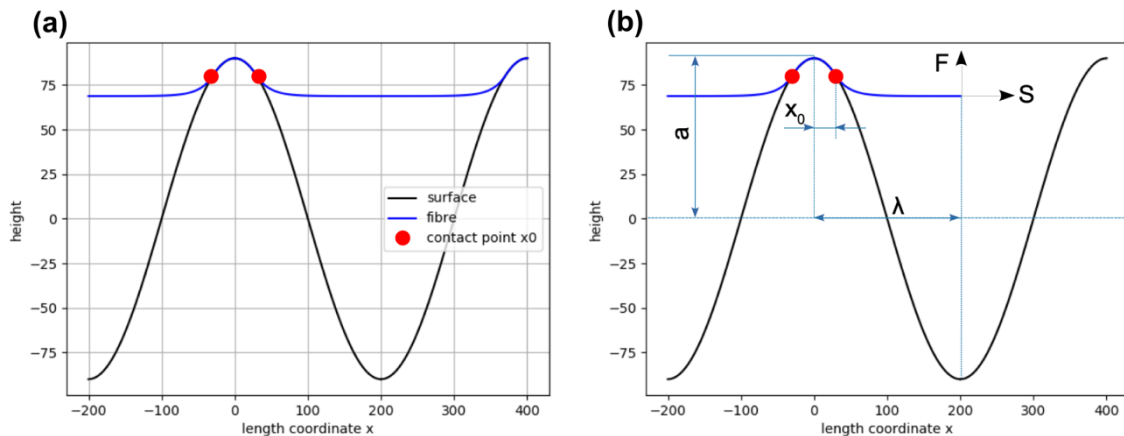 (a)
75
50
25
0
−25
−50
−75
height
−200
−100
0
100
200
300
400
length coordinate x
surface
fibre
contact point x0
(b)
75
50
25
0
−25
−50
−75
height
−200
−100
0
100
200
300
400
length coordinate x
a
x0
λ
F
S